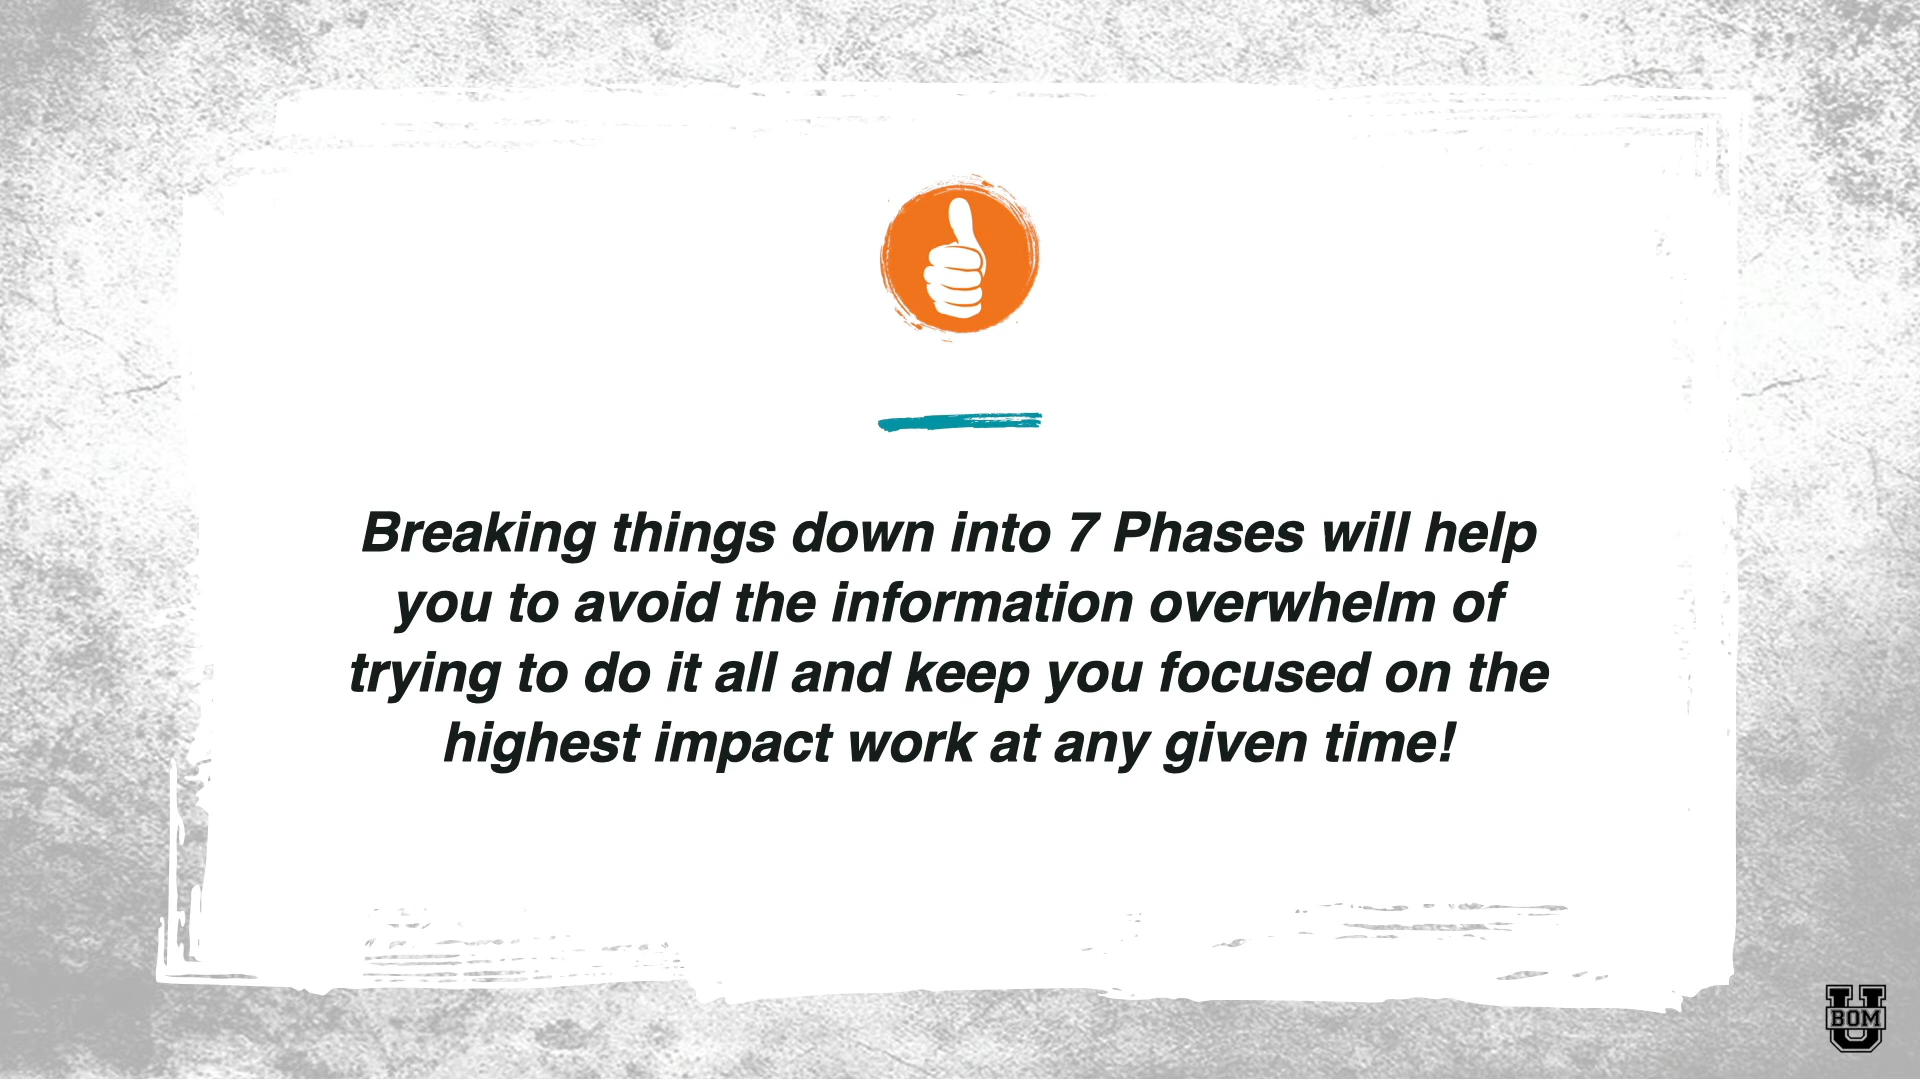 Breaking things down into 7 Phases will help
you to avoid the information overwhelm of
trying to do it all and keep you focused on the
highest impact work at any given time!
U
BOM